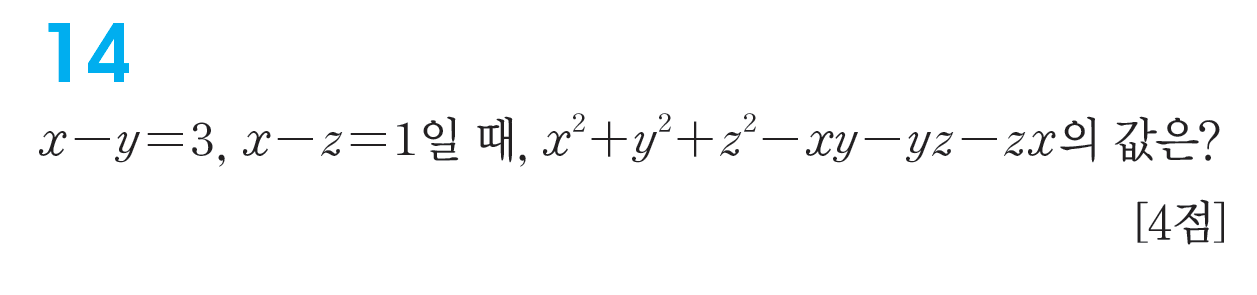 14
x-y=3, x-z=1일 때, x²+y²+z²-xy-yz-zx의 값은?
[4점]